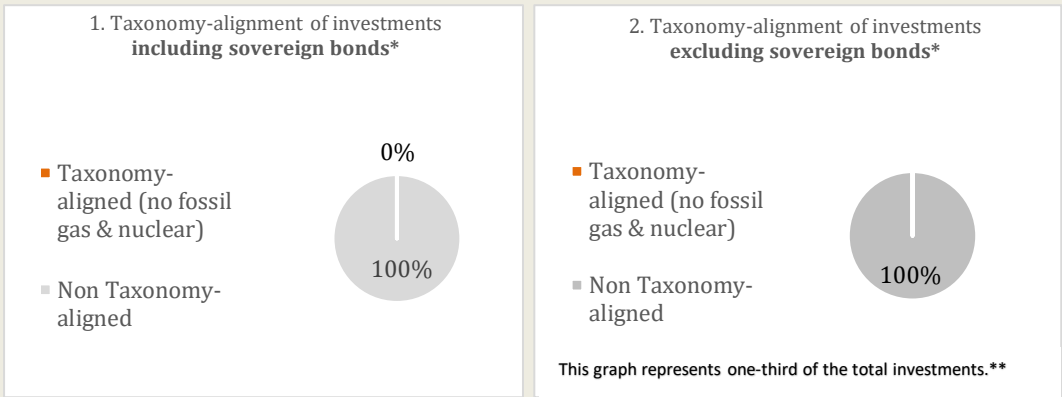 1. Taxonomy-alignment of investments
including sovereign bonds*
Taxonomy-
aligned (no fossil
gas & nuclear)
Non Taxonomy-
aligned
0%
100%
2. Taxonomy-alignment of investments
excluding sovereign bonds*
Taxonomy-
aligned (no fossil
gas & nuclear)
Non Taxonomy-
aligned
100%
This graph represents one-third of the total investments.**